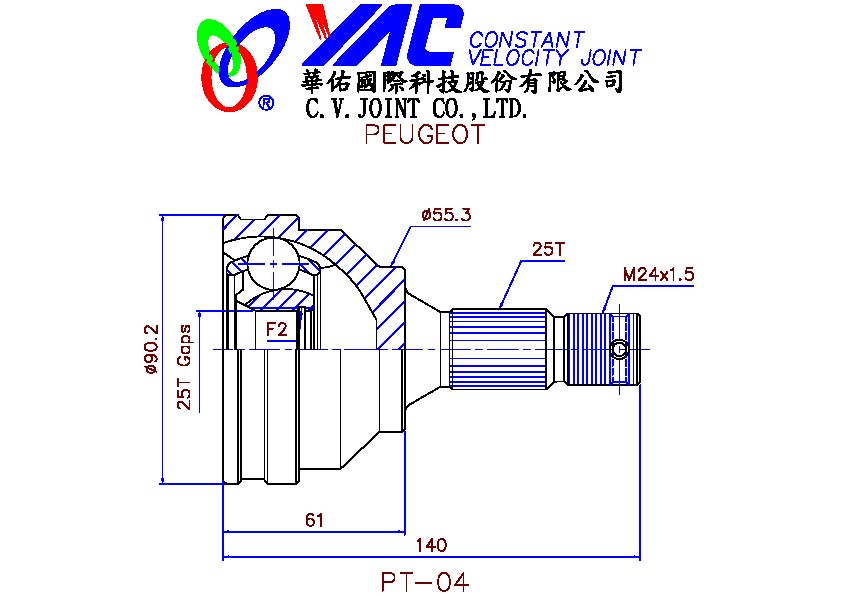 YAC CONSTANT
VELOCITY JOINT
®
華佑國際科技股份有限公司
C.V.JOINT CO.,LTD.
PEUGEOT
ø55.3
25T
M24x1.5
ø90.2
25T Gaps
F2
61
140
PT-04